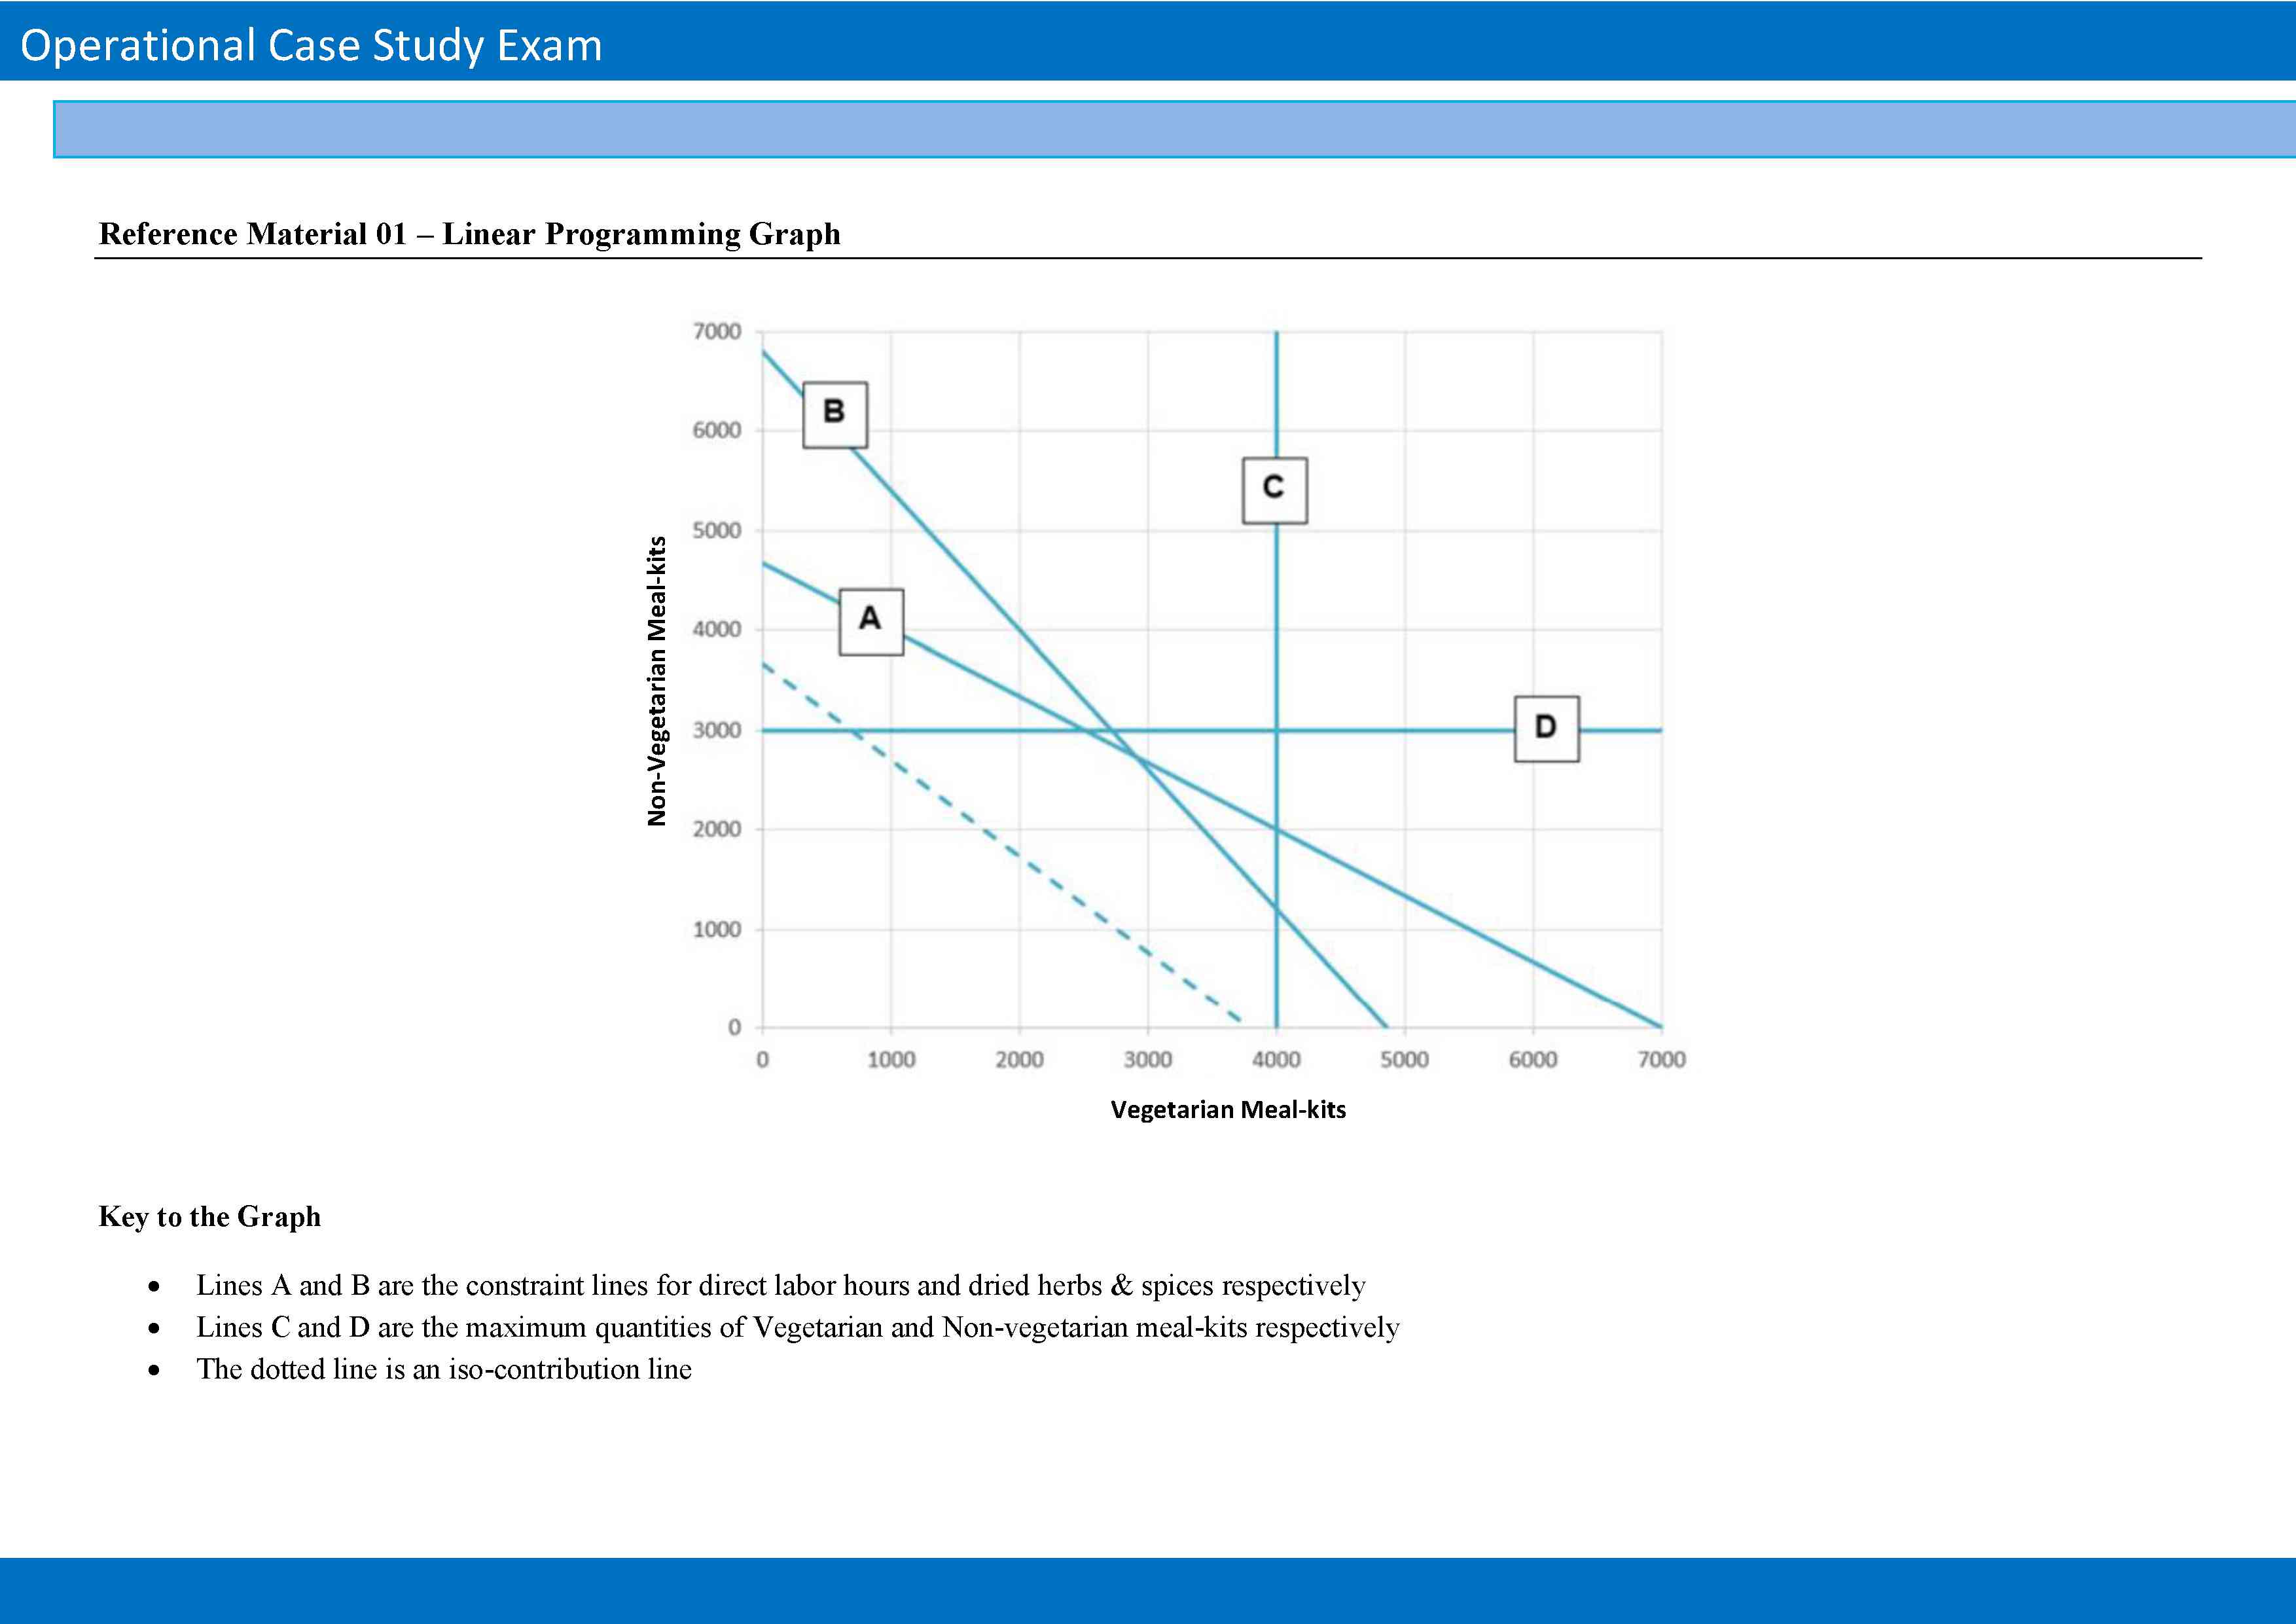 Operational Case Study Exam
Reference Material 01 – Linear Programming Graph
7000
6000
5000
4000
3000
2000
1000
0
Non-Vegetarian Meal-kits
B
C
A
D
0 1000 2000 3000 4000 5000 6000 7000
Vegetarian Meal-kits
Key to the Graph
• Lines A and B are the constraint lines for direct labor hours and dried herbs & spices respectively
• Lines C and D are the maximum quantities of Vegetarian and Non-vegetarian meal-kits respectively
• The dotted line is an iso-contribution line